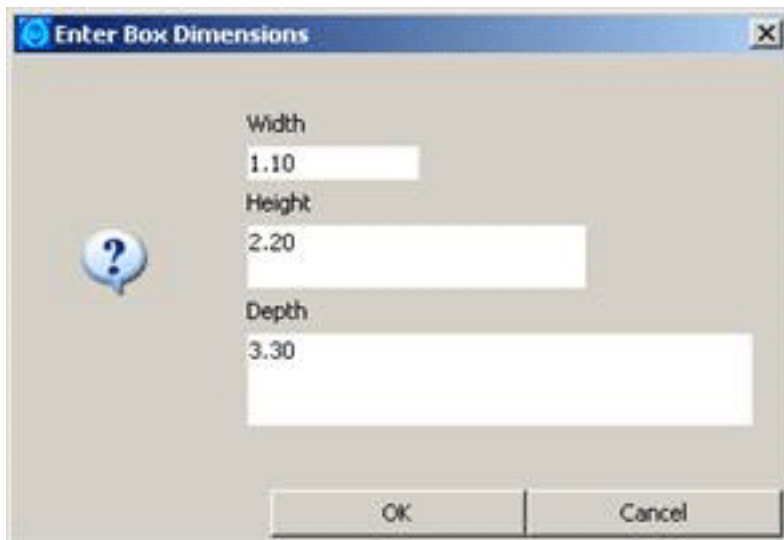 Enter Box Dimensions
Width
1.10
Height
2.20
Depth
3.30
OK Cancel